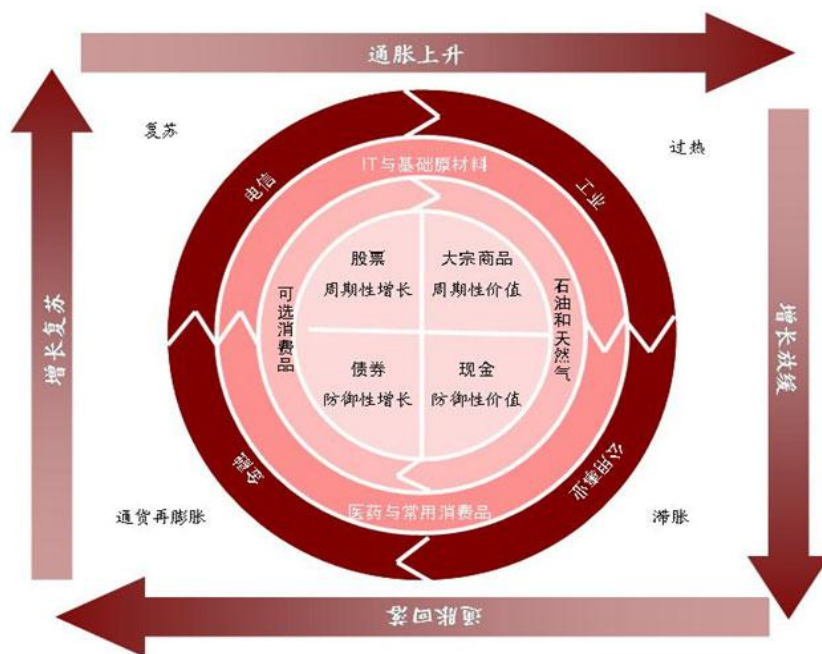 通胀上升
复苏
过热
电信
IT与基础原材料
工业
股票
大宗商品
周期性增长
周期性价值
可选消费品
石油和天然气
增长复苏
增长放缓
债券
现金
防御性增长
防御性价值
金融
公用事业
通货再膨胀
医药与常用消费品
滞胀
通胀回落